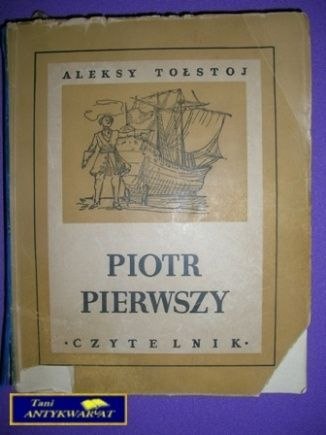 ALEKSY TOŁSTOJ
PIOTR
PIERWSZY
·CZYTELNIK·
Tani
ANTYKWARIAT